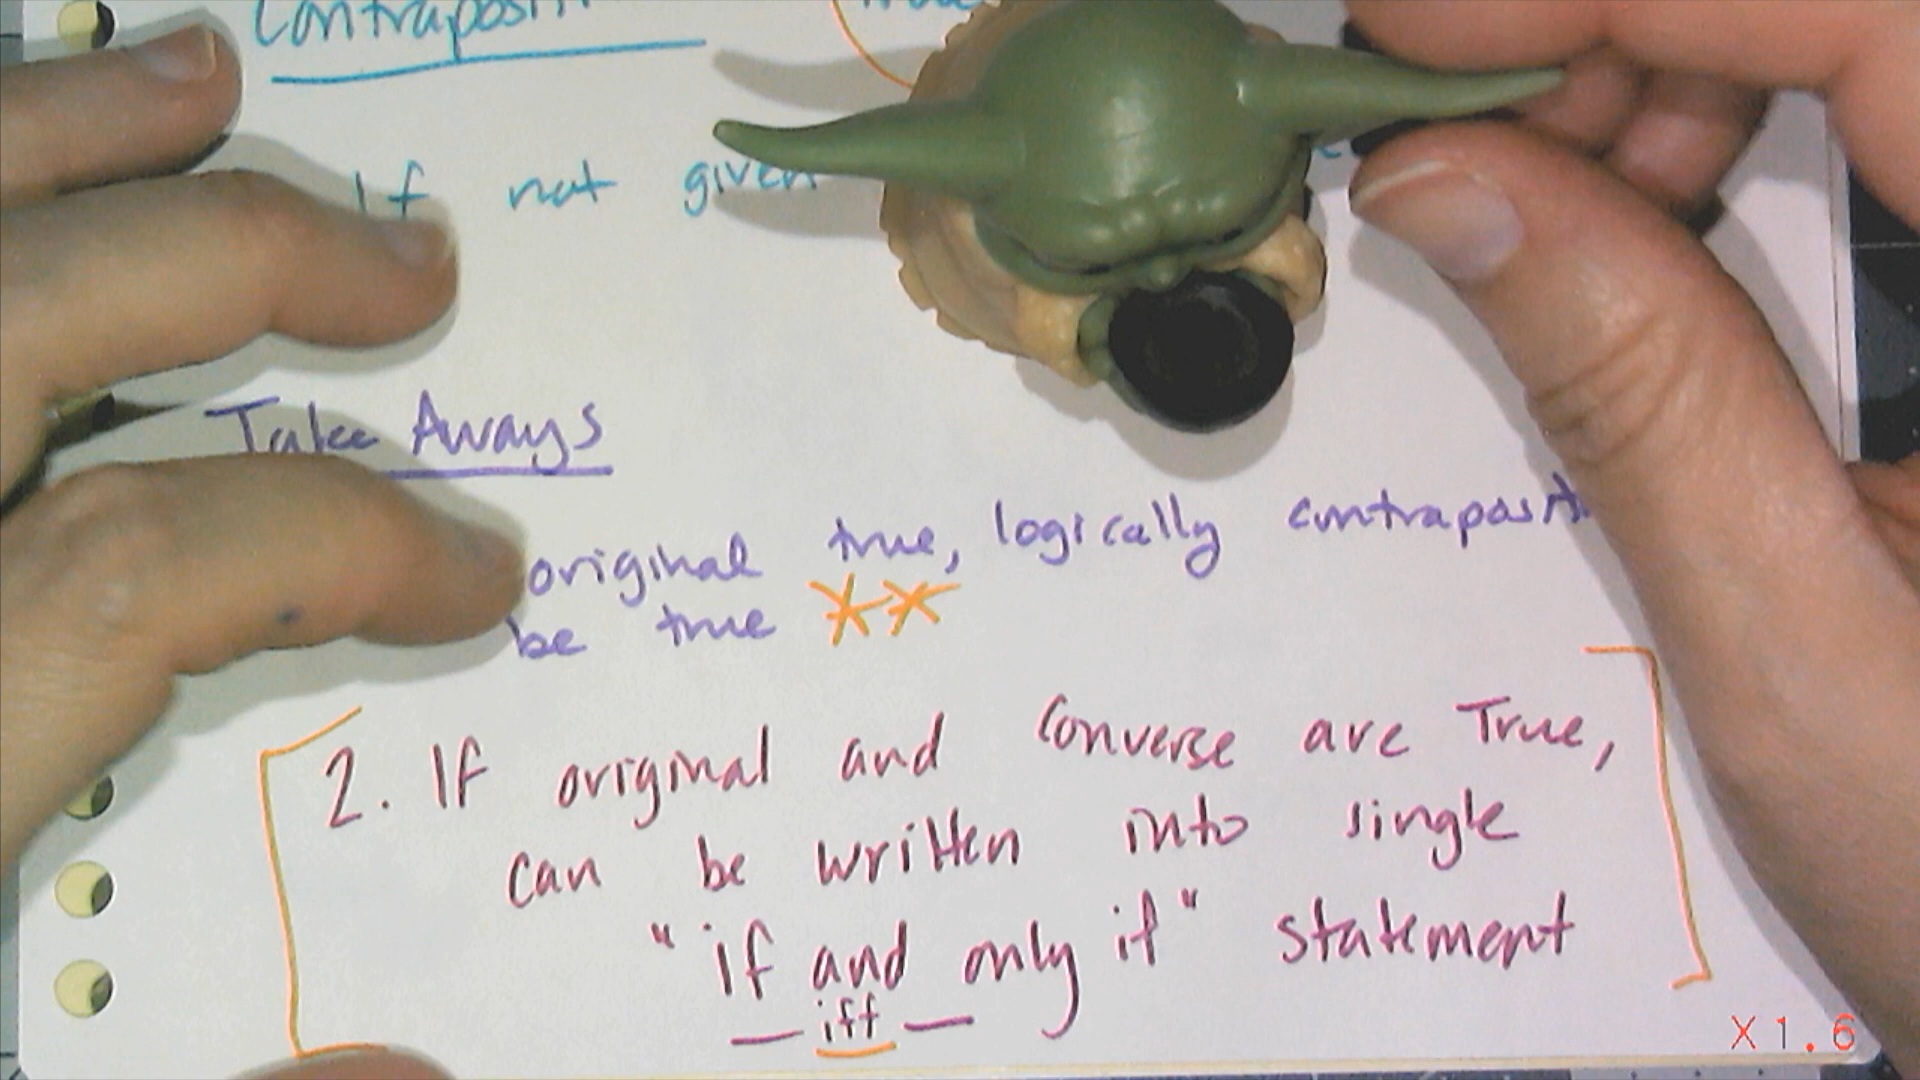 Contraposit
If not given
Take Aways
original true, logically contrapositi
be true **
2. If original and converse are True,
can be written into single
"if and only if" statement
— iff —
X1.6